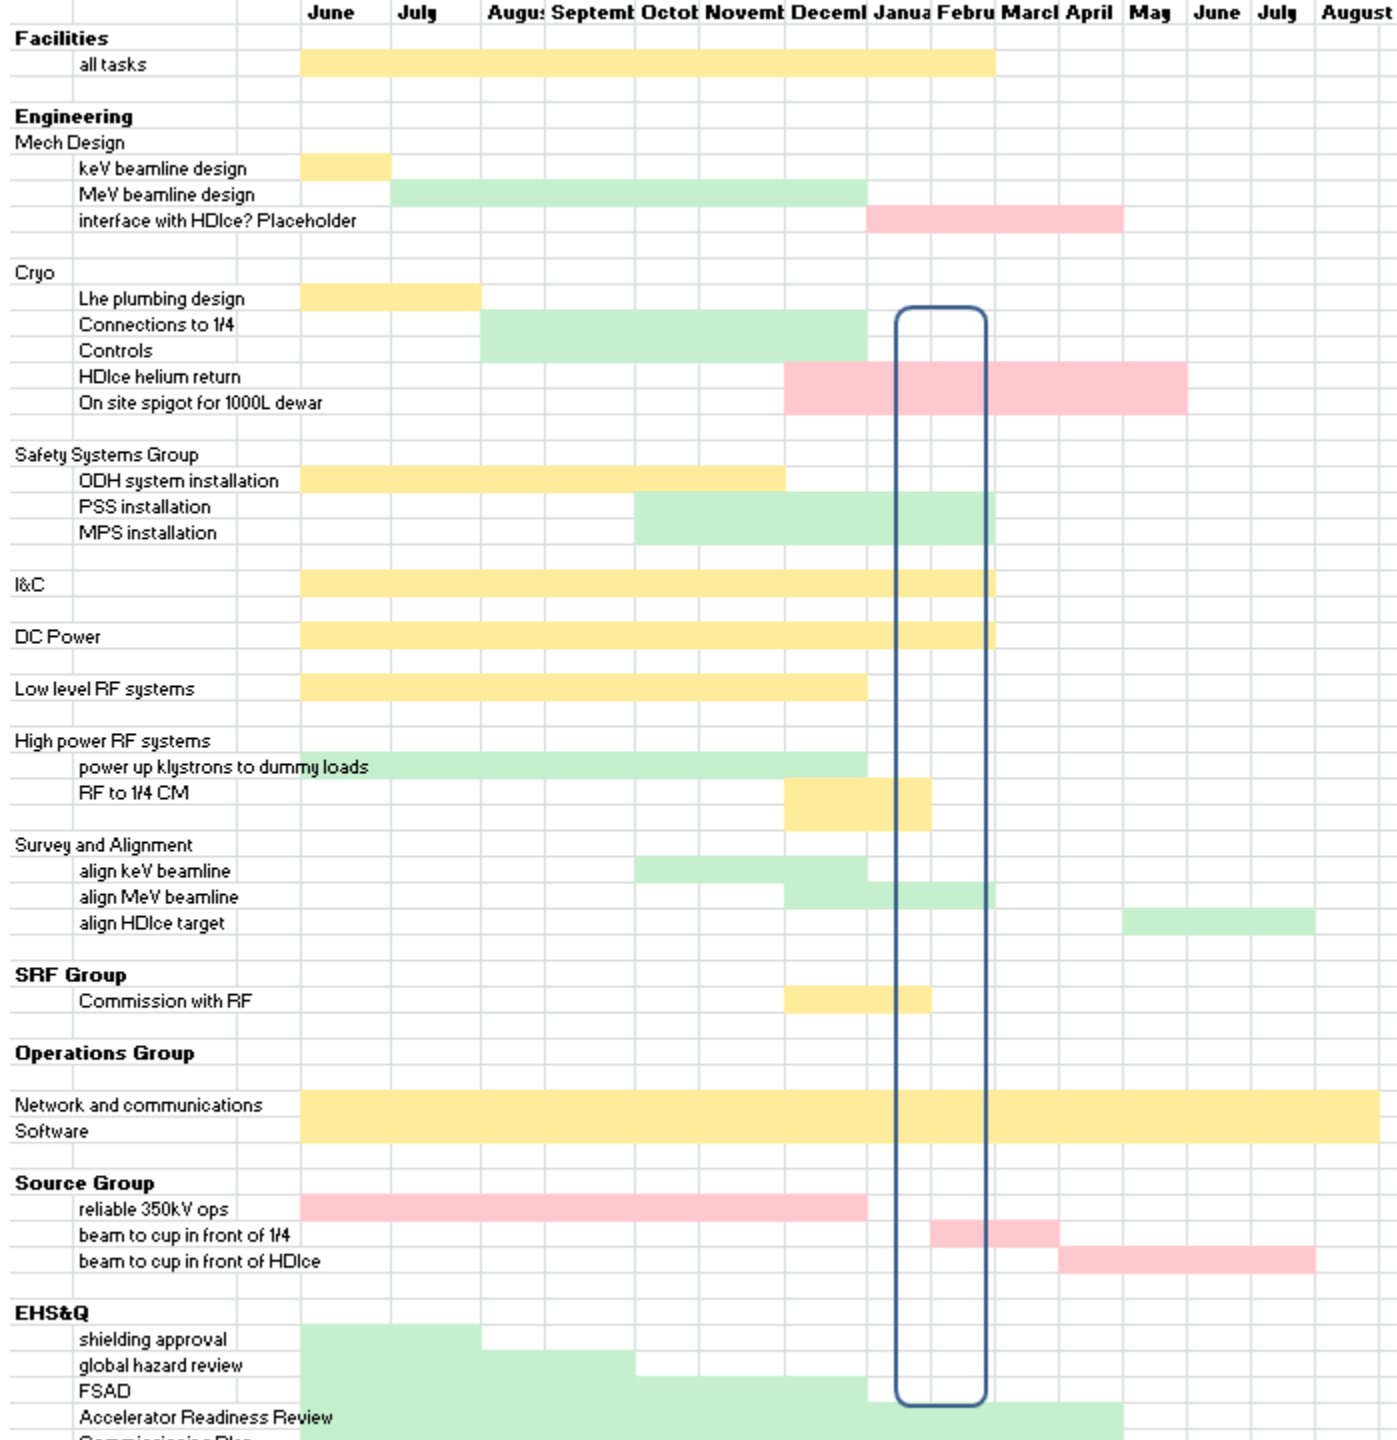 June July Augu: Septemb Octob Novemb Decemb Janua Febru March April May June July August
Facilities
all tasks
Engineering
Mech Design
keV beamline design
MeV beamline design
interface with HDIce? Placeholder
Cryo
Lhe plumbing design
Connections to 1/4
Controls
HDIce helium return
On site spigot for 1000L dewar
Safety Systems Group
ODH system installation
PSS installation
MPS installation
I&C
DC Power
Low level RF systems
High power RF systems
power up klystrons to dummy loads
RF to 1/4 CM
Survey and Alignment
align keV beamline
align MeV beamline
align HDIce target
SRF Group
Commission with RF
Operations Group
Network and communications
Software
Source Group
reliable 350kV ops
beam to cup in front of 1/4
beam to cup in front of HDIce
EHS&Q
shielding approval
global hazard review
FSAD
Accelerator Readiness Review